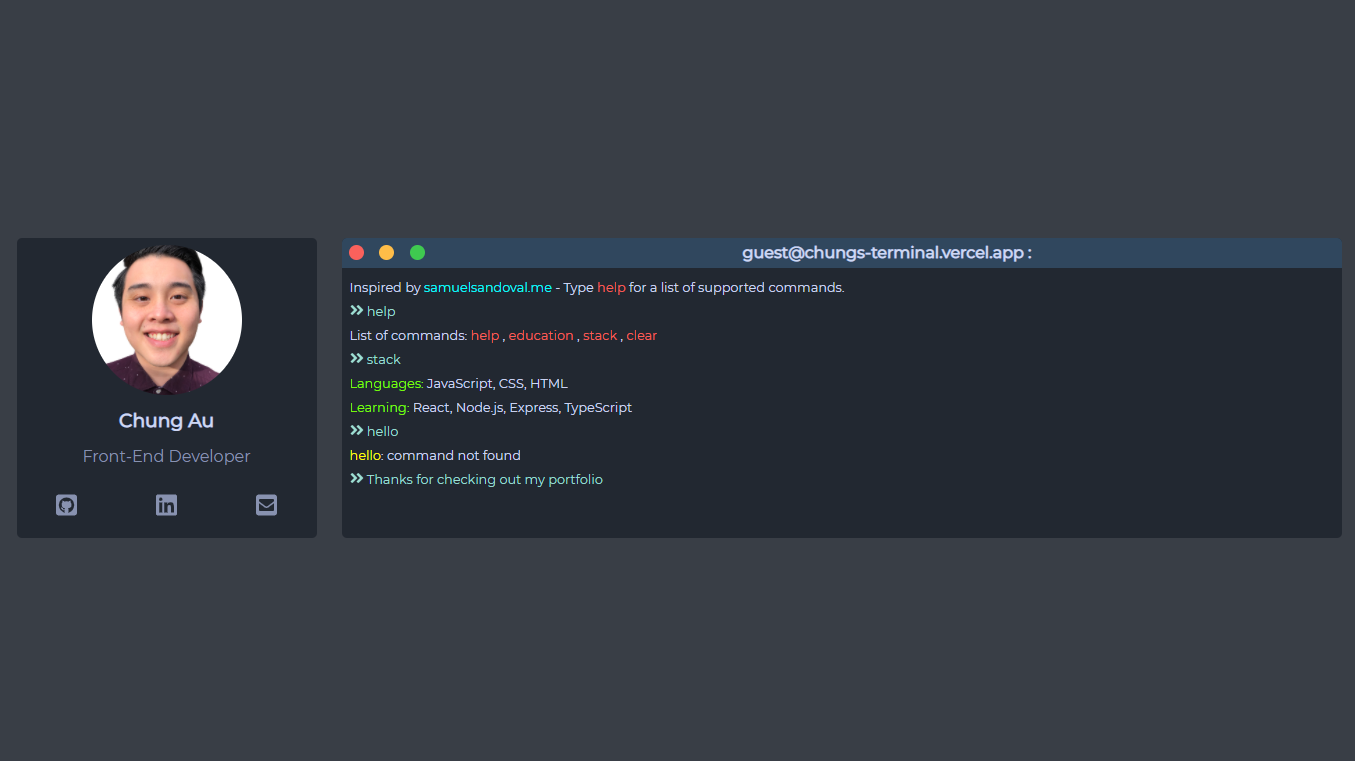 Chung Au
Front-End Developer
guest@chungs-terminal.vercel.app :
Inspired by samuelsandoval.me - Type help for a list of supported commands.
» help
List of commands: help , education , stack , clear
» stack
Languages: JavaScript, CSS, HTML
Learning: React, Node.js, Express, TypeScript
» hello
hello: command not found
» Thanks for checking out my portfolio